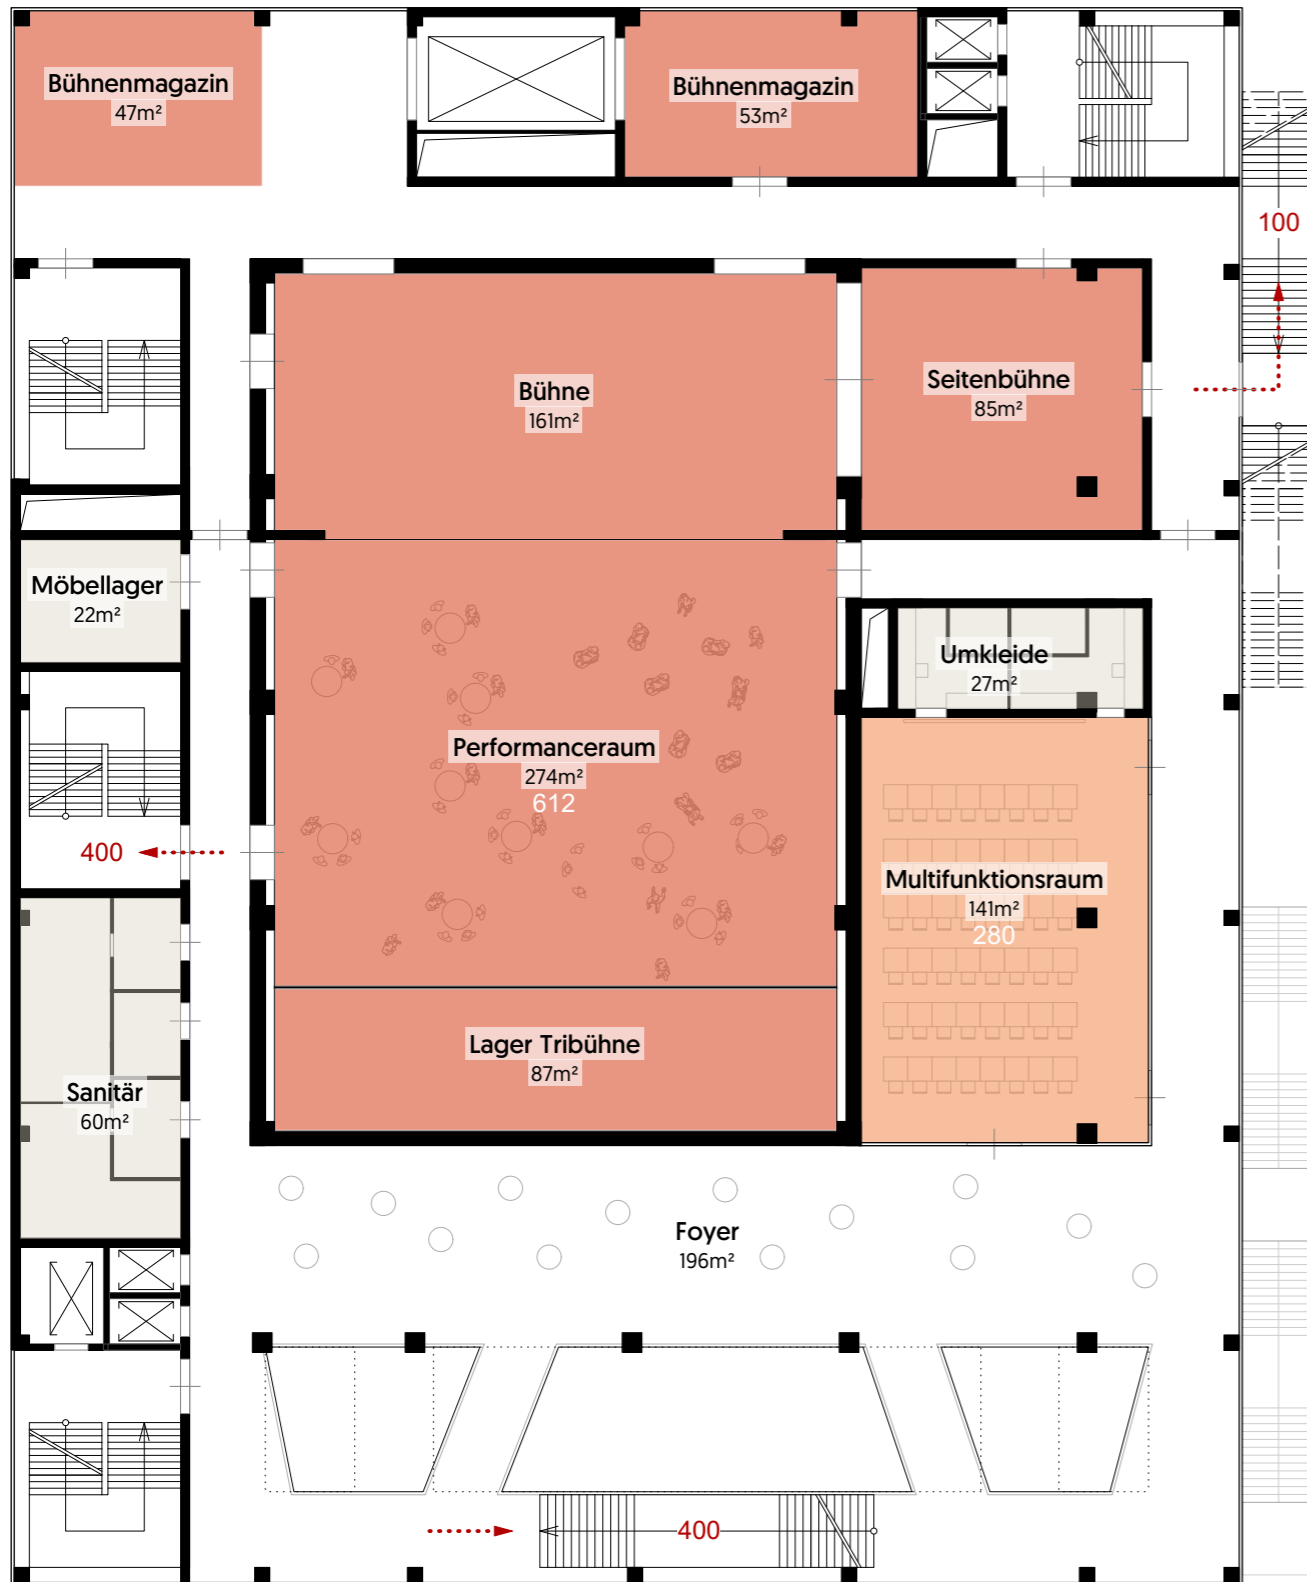 Bühnenmagazin
47m²
Bühnenmagazin
53m²
100
Bühne
161m²
Seitenbühne
85m²
Möbellager
22m²
Umkleide
27m²
Performanceraum
274m²
612
400
Multifunktionsraum
141m²
280
Lager Tribühne
87m²
Sanitär
60m²
Foyer
196m²
400